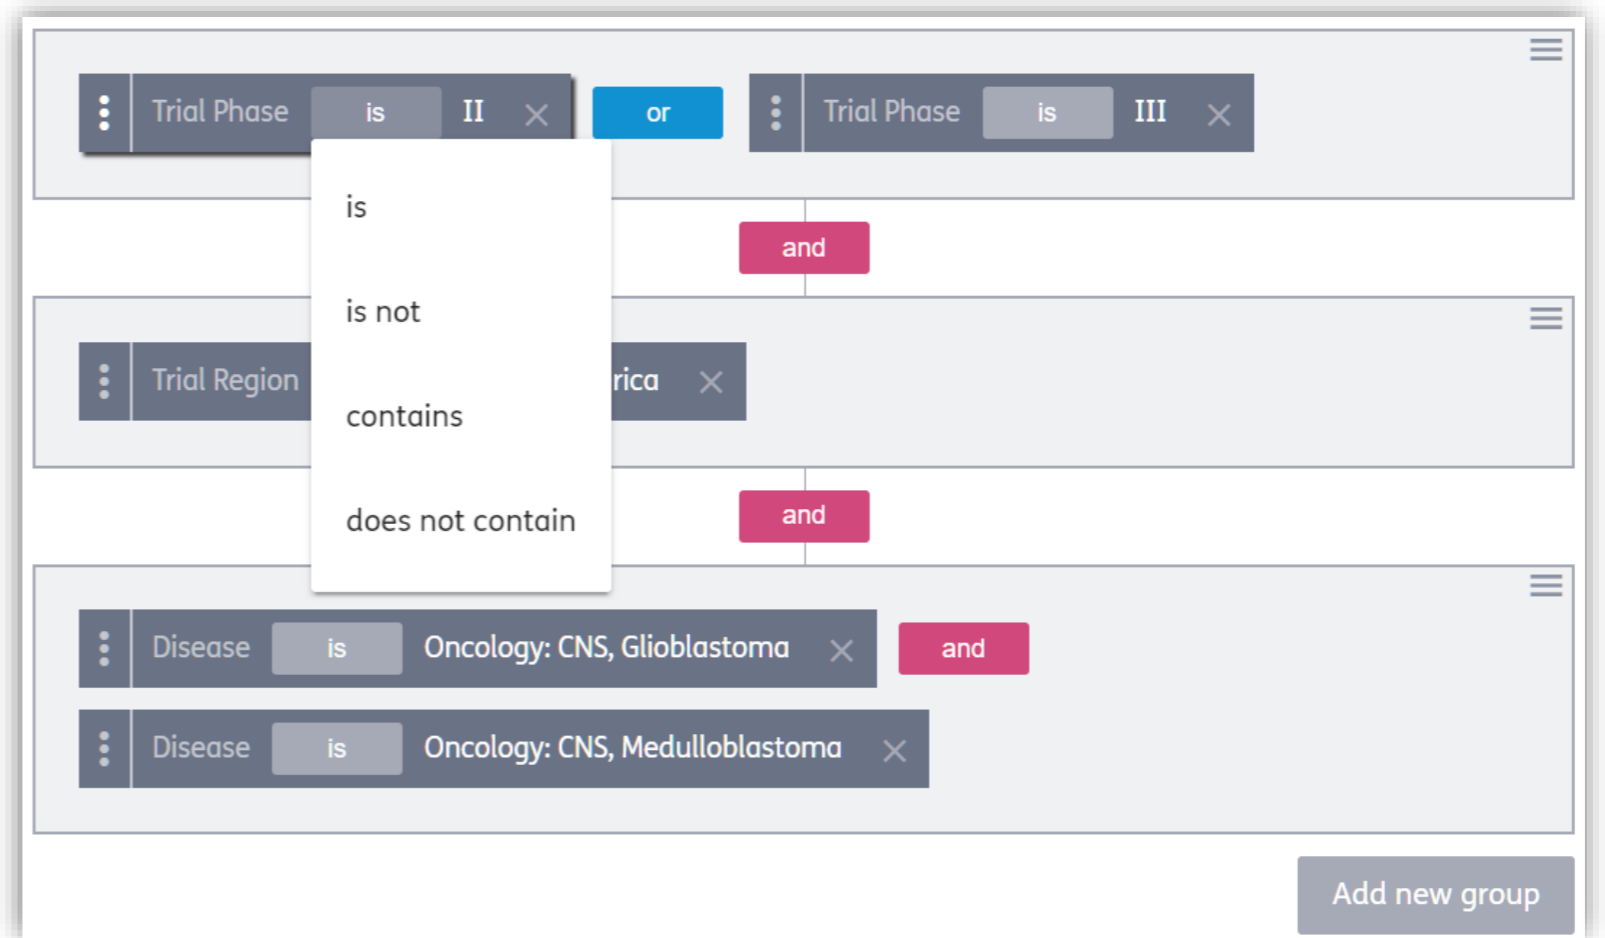 Trial Phase is II or Trial Phase is III
is
and
is not
Trial Region rica
contains
and
does not contain
Disease is Oncology: CNS, Glioblastoma and
Disease is Oncology: CNS, Medulloblastoma
Add new group